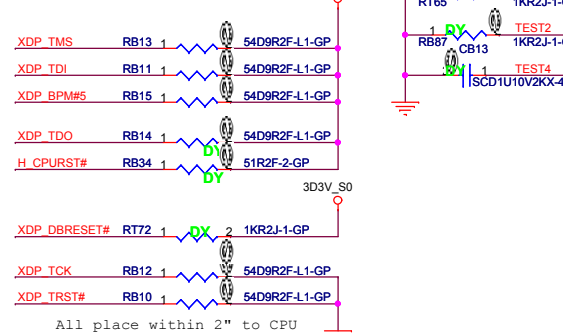 RT65 1KR2J-1-G
XDP_TMS RB13 1 54D9R2F-L1-GP
1 DY TEST2
RB87 1KR2J-1-G
CB13
XDP_TDI RB11 1 54D9R2F-L1-GP
DY 1 TEST4
SCD1U10V2KX-4
XDP_BPM#5 RB15 1 54D9R2F-L1-GP
XDP_TDO RB14 1 54D9R2F-L1-GP
DY
H_CPURST# RB34 1 51R2F-2-GP
DY
3D3V_S0
XDP_DBRESET# RT72 1 DY 2 1KR2J-1-GP
XDP_TCK RB12 1 54D9R2F-L1-GP
XDP_TRST# RB10 1 54D9R2F-L1-GP
All place within 2" to CPU